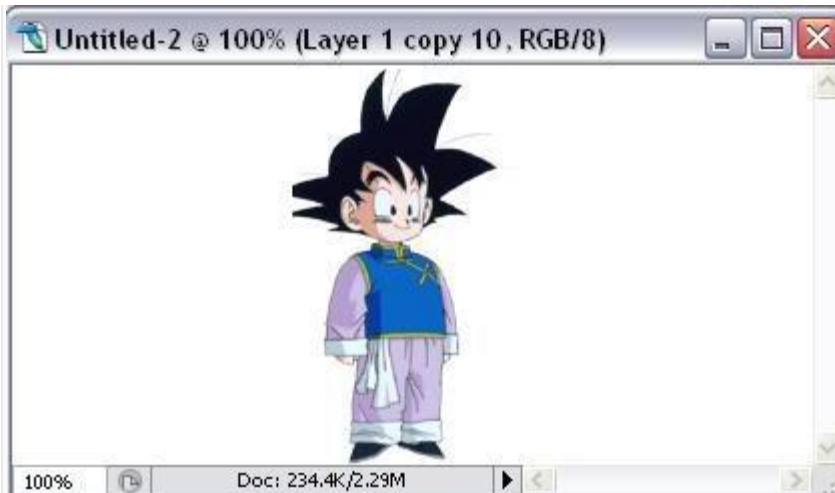 Untitled-2 @ 100% (Layer 1 copy 10, RGB/8)
100% Doc: 234.4K/2.29M